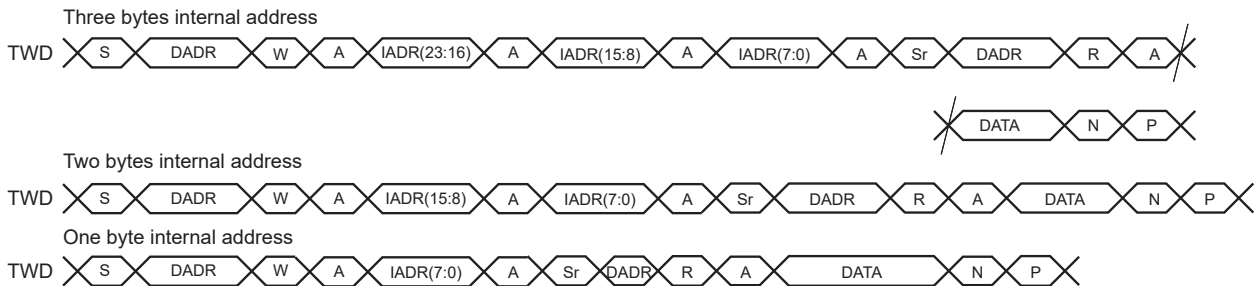 Three bytes internal address
TWD S DADR W A IADR(23:16) A IADR(15:8) A IADR(7:0) A Sr DADR R A
DATA N P
Two bytes internal address
TWD S DADR W A IADR(15:8) A IADR(7:0) A Sr DADR R A DATA N P
One byte internal address
TWD S DADR W A IADR(7:0) A Sr DADR R A DATA N P